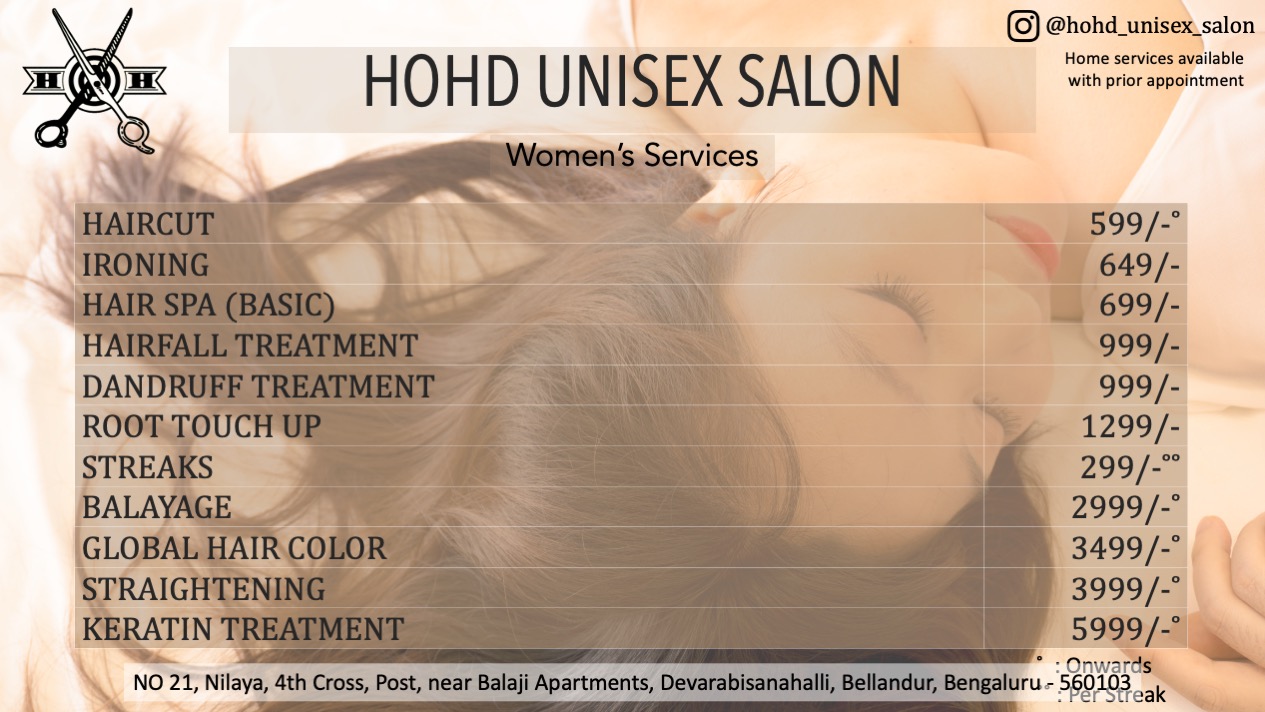 H H
@hohd_unisex_salon
Home services available
with prior appointment
HOHD UNISEX SALON
Women’s Services
HAIRCUT 599/-°
IRONING 649/-
HAIR SPA (BASIC) 699/-
HAIRFALL TREATMENT 999/-
DANDRUFF TREATMENT 999/-
ROOT TOUCH UP 1299/-
STREAKS 299/-°°
BALAYAGE 2999/-°
GLOBAL HAIR COLOR 3499/-°
STRAIGHTENING 3999/-°
KERATIN TREATMENT 5999/-°
° : Onwards
NO 21, Nilaya, 4th Cross, Post, near Balaji Apartments, Devarabisanahalli, Bellandur, Bengaluru - 560103
°° : Per Streak